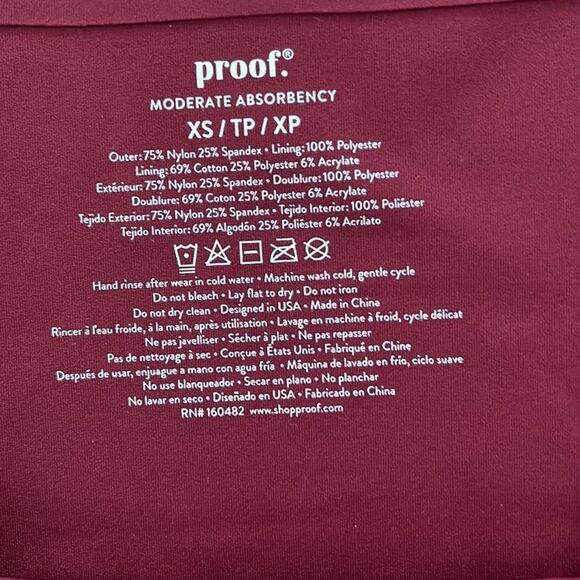 proof.®
MODERATE ABSORBENCY
XS / TP / XP
Outer: 75% Nylon 25% Spandex • Lining: 100% Polyester
Lining: 69% Cotton 25% Polyester 6% Acrylate
Extérieur: 75% Nylon 25% Spandex • Doublure: 100% Polyester
Doublure: 69% Coton 25% Polyester 6% Acrylate
Tejido Exterior: 75% Nylon 25% Spandex • Tejido Interior: 100% Poliéster
Tejido Interior: 69% Algodón 25% Poliéster 6% Acrilato
Hand rinse after wear in cold water • Machine wash cold, gentle cycle
Do not bleach • Lay flat to dry • Do not iron
Do not dry clean • Designed in USA • Made in China
Rincer à l'eau froide, à la main, après utilisation • Lavage en machine à froid, cycle délicat
Ne pas javelliser • Sécher à plat • Ne pas repasser
Pas de nettoyage à sec • Conçue à États Unis • Fabriqué en Chine
Después de usar, enjuague a mano con agua fría • Máquina de lavado en frío, ciclo suave
No use blanqueador • Secar en plano • No planchar
No lavar en seco • Diseñado en USA • Fabricado en China
RN# 160482 www.shopproof.com